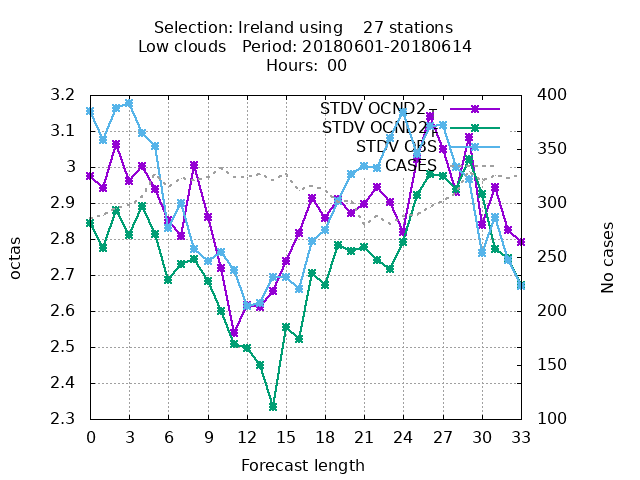 Selection: Ireland using    27 stations
Low clouds   Period: 20180601-20180614
Hours:  00
STDV OCND2
STDV OCND2
STDV OBS
CASES
octas
No cases
3.2
3.1
3
2.9
2.8
2.7
2.6
2.5
2.4
2.3
400
350
300
250
200
150
100
0 3 6 9 12 15 18 21 24 27 30 33
Forecast length